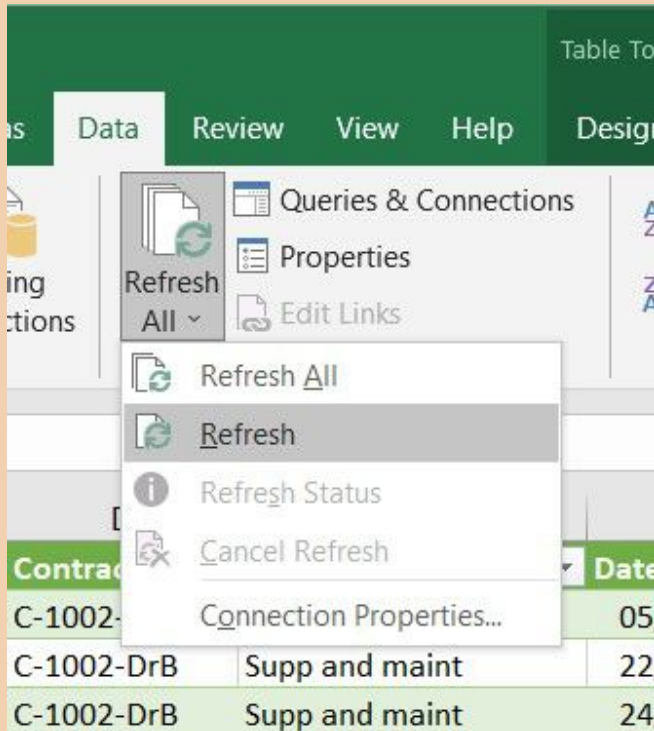 Table To
as Data Review View Help Design
Queries & Connections
Properties
Edit Links
ing
ctions
Refresh
All
Refresh All
Refresh
Refresh Status
Cancel Refresh
Connection Properties...
D
Contrac Date
C-1002- 05
C-1002-DrB Supp and maint 22
C-1002-DrB Supp and maint 24